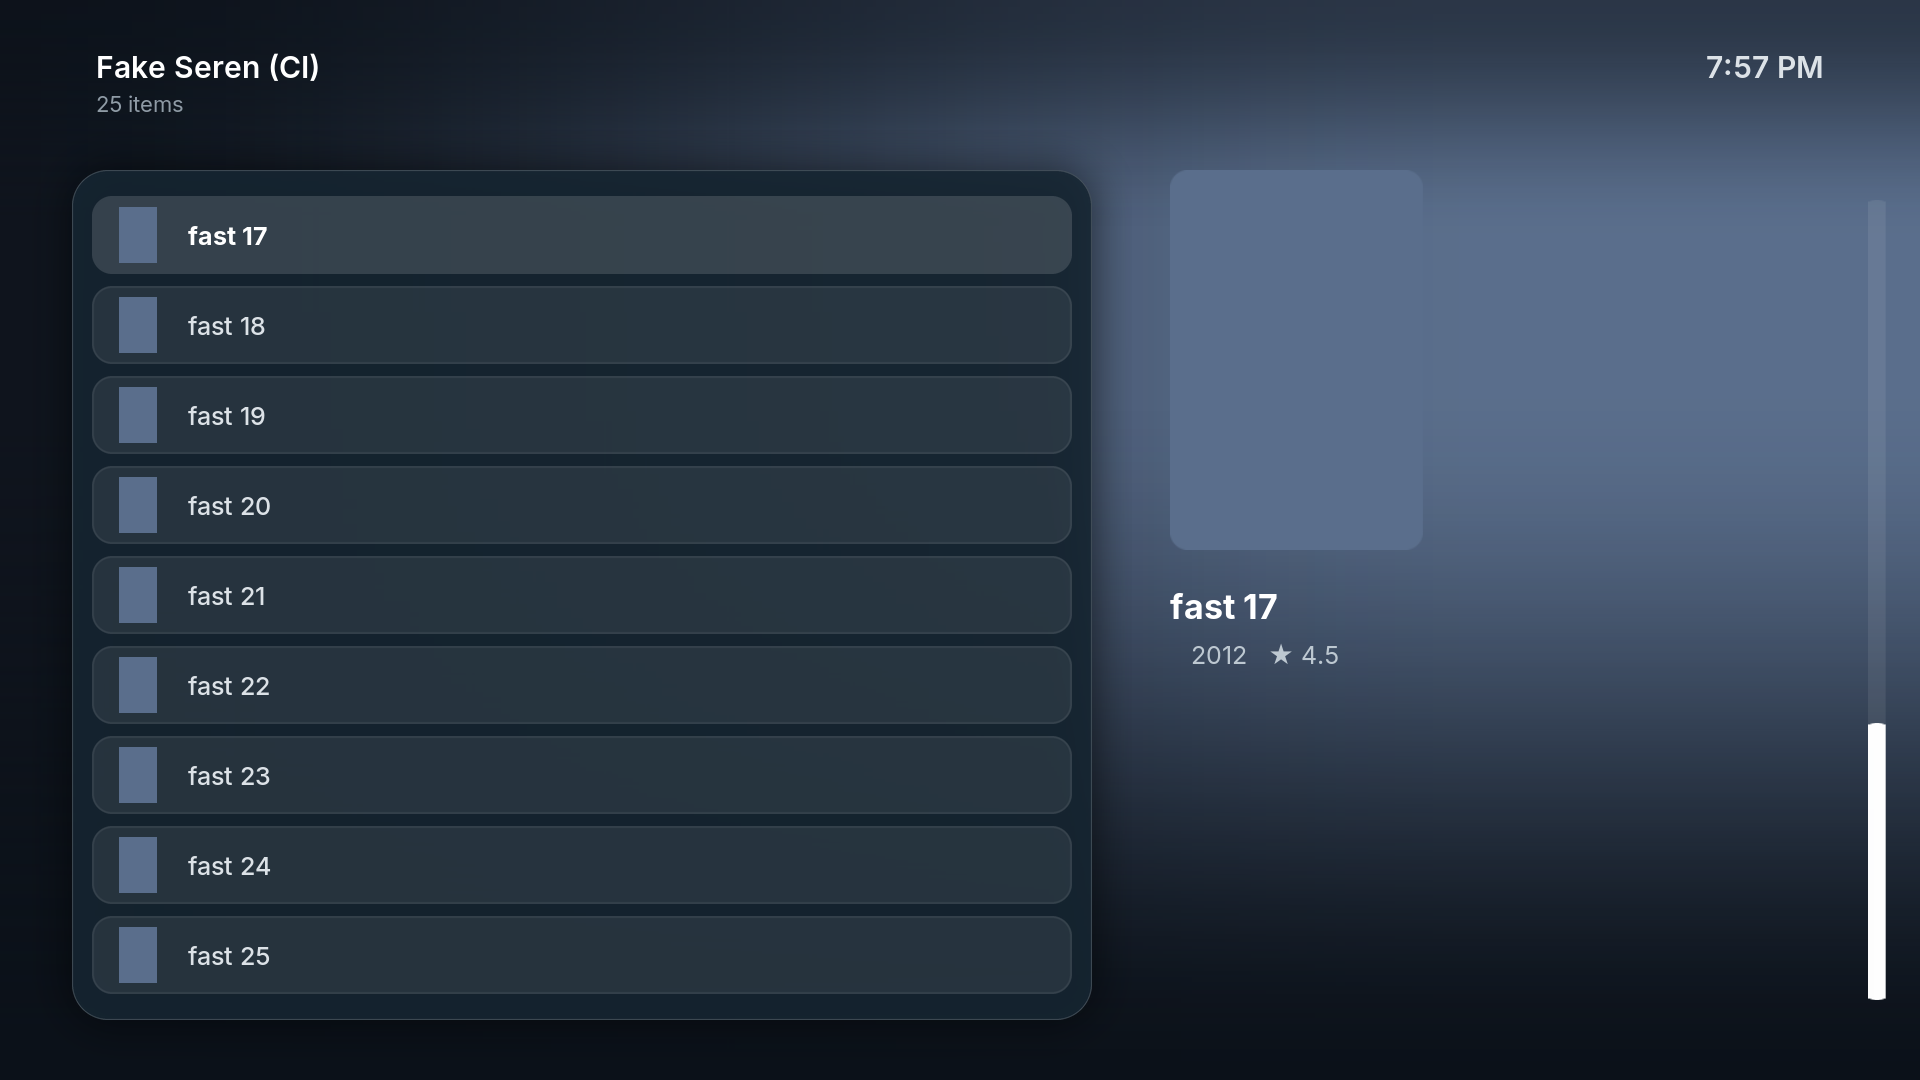 Fake Seren (CI)
25 items
7:57 PM
fast 17
fast 18
fast 19
fast 20
fast 21
fast 22
fast 23
fast 24
fast 25
fast 17
2012 ★ 4.5